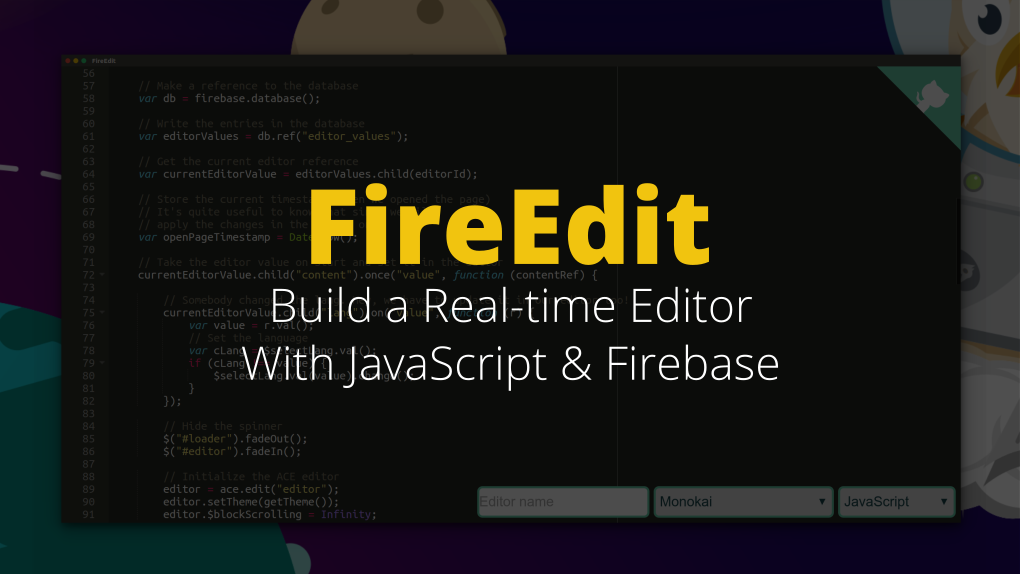 FireEdit
56
57 // Make a reference to the database
58 var db = firebase.database();
59
60 // Write the entries in the database
61 var editorValues = db.ref("editor_values");
62
63 // Get the current editor reference
64 var currentEditorValue = editorValues.child(editorId);
65
66 // Store the current opened the page)
67 // It's quite useful to know
68 // apply the changes in the
69 var openPageTimestamp =
70
71 // Take the editor value on in the
72 currentEditorValue.child("content").once("value", function (contentRef) {
73
74 // Somebody
75 currentEditorValue.
76 var value = r.val();
77 // Set the language
78 var
79 if
80
81 }
82 });
83
84 // Hide the spinner
85 $("#loader").fadeOut();
86 $("#editor").fadeIn();
87
88 // Initialize the ACE editor
89 editor = ace.edit("editor");
90 editor.setTheme(getTheme());
91 editor.$blockScrolling = Infinity;
FireEdit
Build a Real-time Editor
With JavaScript & Firebase
Editor name
Monokai
JavaScript